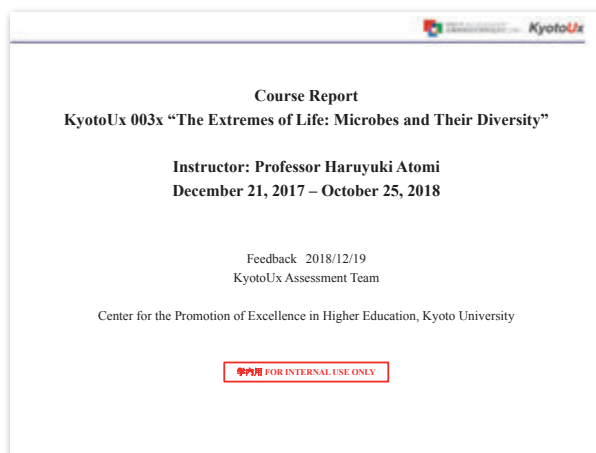 KyotoUx
Course Report
KyotoUx 003x “The Extremes of Life: Microbes and Their Diversity”
Instructor: Professor Haruyuki Atomi
December 21, 2017 – October 25, 2018
Feedback 2018/12/19
KyotoUx Assessment Team
Center for the Promotion of Excellence in Higher Education, Kyoto University
学内用 FOR INTERNAL USE ONLY